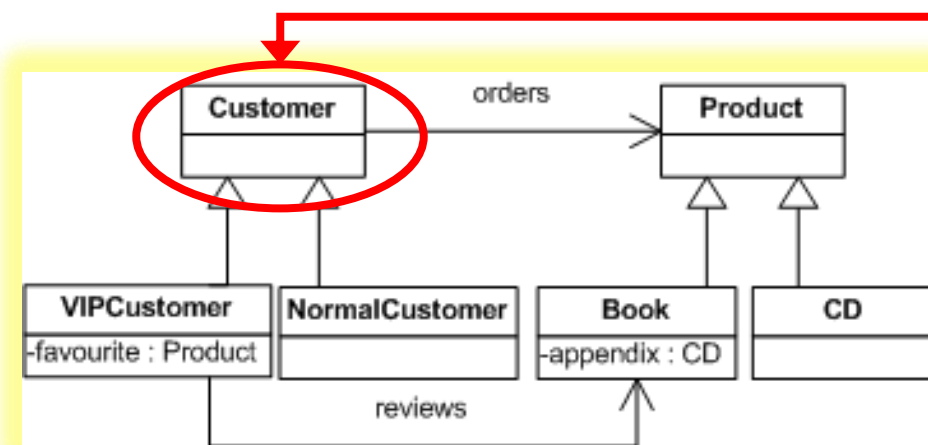 Customer
orders
Product
VIPCustomer
-favourite : Product
NormalCustomer
Book
-appendix : CD
CD
reviews